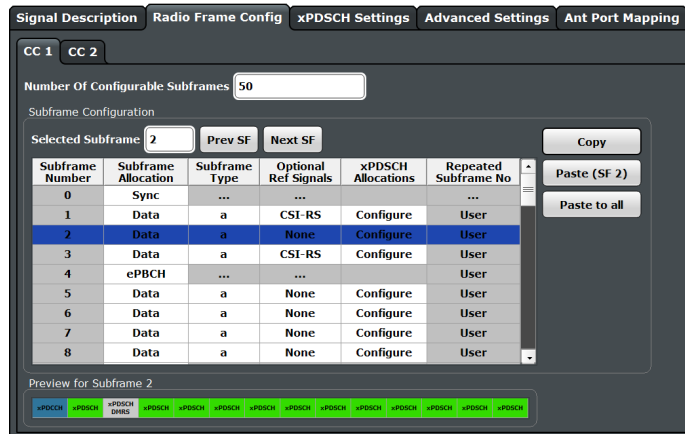 Signal Description Radio Frame Config xPDSCH Settings Advanced Settings Ant Port Mapping
CC 1 CC 2
Number Of Configurable Subframes 50
Subframe Configuration
Selected Subframe 2 Prev SF Next SF Copy
Subframe Number Subframe Allocation Subframe Type Optional Ref Signals xPDSCH Allocations Repeated Subframe No
Paste (SF 2)
0 Sync ... ... ...
Paste to all
1 Data a CSI-RS Configure User
2 Data a None Configure User
3 Data a CSI-RS Configure User
4 ePBCH ... ... User
5 Data a None Configure User
6 Data a None Configure User
7 Data a None Configure User
8 Data a None Configure User
Preview for Subframe 2
xPDCCH xPDSCH xPDSCH DMRS xPDSCH xPDSCH xPDSCH xPDSCH xPDSCH xPDSCH xPDSCH xPDSCH xPDSCH xPDSCH xPDSCH